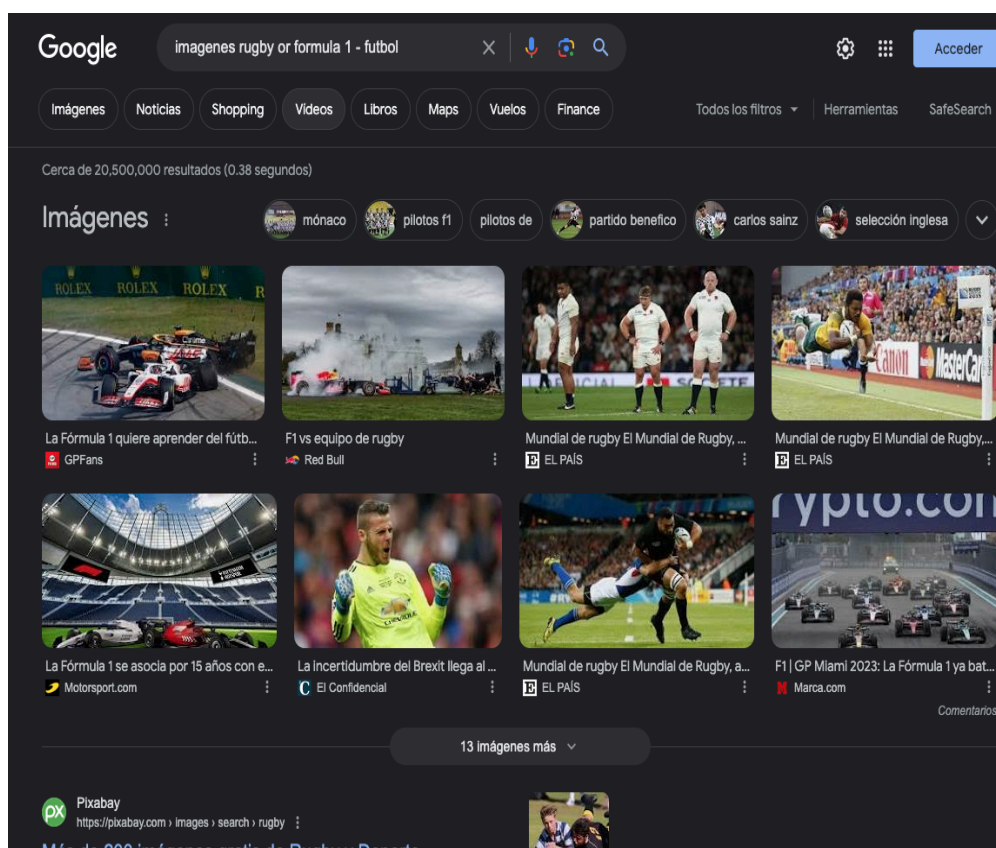 Google
imagenes rugby or formula 1 - futbol
Acceder
Imágenes Noticias Shopping Videos Libros Maps Vuelos Finance Todos los filtros Herramientas SafeSearch
Cerca de 20,500,000 resultados (0.38 segundos)
Imágenes
mónaco pilotos f1 pilotos de partido benefico carlos sainz selección inglesa
ROLEX ROLEX ROLEX R
Canon MasterCar
La Fórmula 1 quiere aprender del fútb... F1 vs equipo de rugby Mundial de rugby El Mundial de Rugby, ... Mundial de rugby El Mundial de Rugby,...
GPFans Red Bull EL PAÍS EL PAÍS
rypto.con
CHEVROLET
La Fórmula 1 se asocia por 15 años con e... La incertidumbre del Brexit llega al ... Mundial de rugby El Mundial de Rugby, a... F1 | GP Miami 2023: La Fórmula 1 ya bat...
Motorsport.com El Confidencial EL PAÍS Marca.com
Comentarios
13 imágenes más
px Pixabay
https://pixabay.com › images › search › rugby